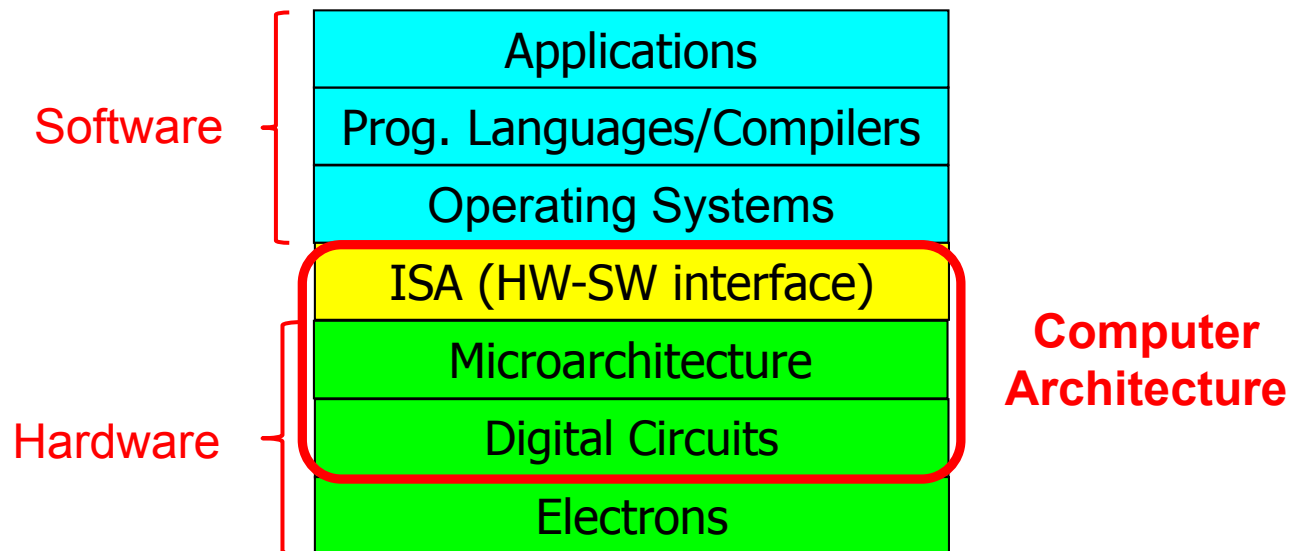 Applications
Software
Prog. Languages/Compilers
Operating Systems
ISA (HW-SW interface)
Computer
Architecture
Microarchitecture
Hardware
Digital Circuits
Electrons